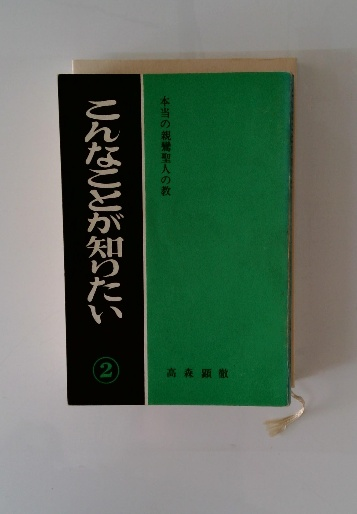 こんなことが知りたい
②
本当の親鸞聖人の教
高森顕徹